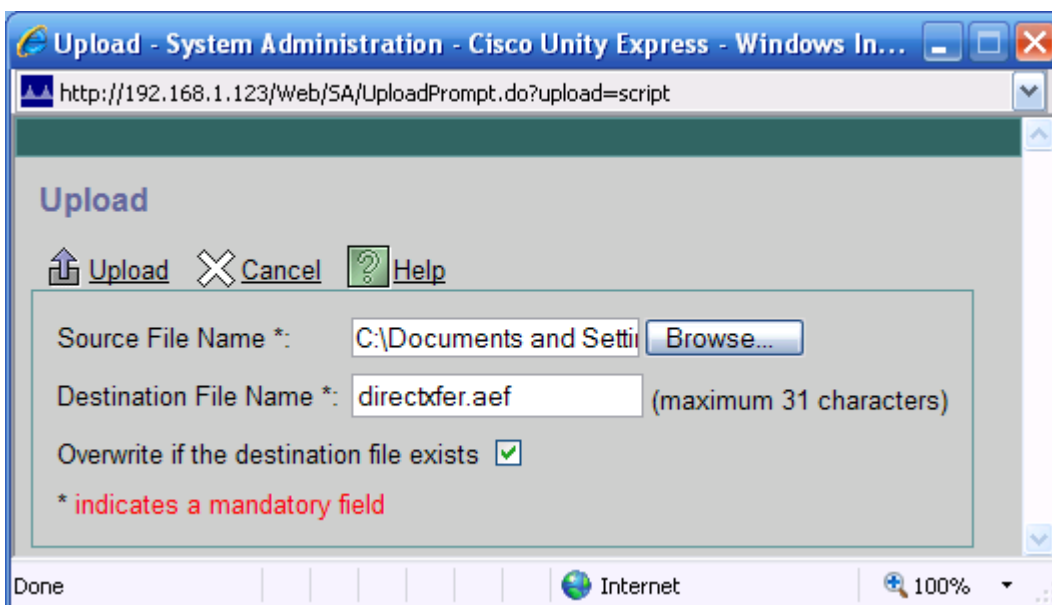 Upload - System Administration - Cisco Unity Express - Windows In...
http://192.168.1.123/Web/SA/UploadPrompt.do?upload=script
Upload
Upload Cancel ? Help
Source File Name *: C:\Documents and Settin Browse...
Destination File Name *: directxfer.aef (maximum 31 characters)
Overwrite if the destination file exists
* indicates a mandatory field
Done Internet 100%